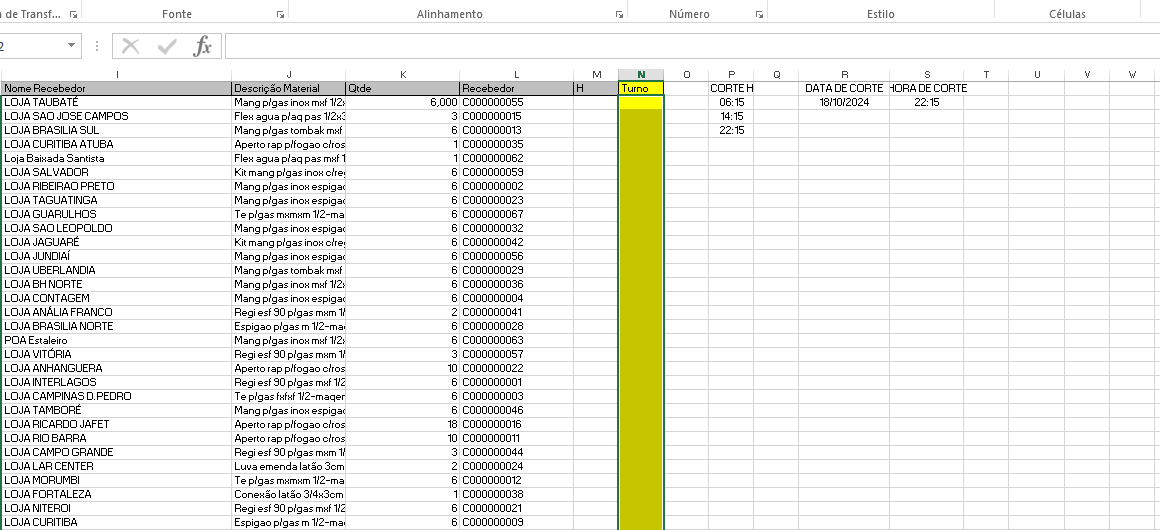 de Transf... Fonte Alinhamento Número Estilo Células
2 fx
I J K L M N O P Q R S T U V W
Nome Recebedor Descrição Material Qtde Recebedor H Turno CORTE H DATA DE CORTE HORA DE CORTE
LOJA TAUBATÉ Mang p/gas inox mxf 1/2x 6,000 C000000055 06:15 18/10/2024 22:15
LOJA SAO JOSE CAMPOS Flex agua p/aq pas 1/2x3 3 C000000015 14:15
LOJA BRASILIA SUL Mang p/gas tombak mxf 6 C000000013 22:15
LOJA CURITIBA ATUBA Aperto rap p/fogao c/ros 1 C000000035
Loja Baixada Santista Flex agua p/aq pas mxf 1 1 C000000062
LOJA SALVADOR Kit mang p/gas inox c/reg 6 C000000059
LOJA RIBEIRAO PRETO Mang p/gas inox espigac 6 C000000002
LOJA TAGUATINGA Mang p/gas inox espigac 6 C000000023
LOJA GUARULHOS Te p/gas mxmxm 1/2-ma 6 C000000067
LOJA SAO LEOPOLDO Mang p/gas inox espigac 6 C000000032
LOJA JAGUARÉ Kit mang p/gas inox c/reg 6 C000000042
LOJA JUNDIAÍ Mang p/gas inox espigac 6 C000000056
LOJA UBERLANDIA Mang p/gas tombak mxf 6 C000000029
LOJA BH NORTE Mang p/gas inox mxf 1/2x 6 C000000036
LOJA CONTAGEM Mang p/gas inox espigac 6 C000000004
LOJA ANÁLIA FRANCO Regi esf 90 p/gas mxm 1/ 2 C000000041
LOJA BRASILIA NORTE Espigao p/gas m 1/2-mac 6 C000000028
POA Estaleiro Mang p/gas inox mxf 1/2x 6 C000000063
LOJA VITÓRIA Regi esf 90 p/gas mxm 1/ 3 C000000057
LOJA ANHANGUERA Aperto rap p/fogao c/ros 10 C000000022
LOJA INTERLAGOS Regi esf 90 p/gas mxf 1/2 6 C000000001
LOJA CAMPINAS D.PEDRO Te p/gas fxfxf 1/2-maqer 6 C000000003
LOJA TAMBORÉ Mang p/gas inox espigac 6 C000000046
LOJA RICARDO JAFET Aperto rap p/fogao c/ros 18 C000000016
LOJA RIO BARRA Aperto rap p/fogao c/ros 10 C000000011
LOJA CAMPO GRANDE Regi esf 90 p/gas mxm 1/ 3 C000000044
LOJA LAR CENTER Luva emenda latão 3cm 2 C000000024
LOJA MORUMBI Te p/gas mxmxm 1/2-ma 6 C000000012
LOJA FORTALEZA Conexão latão 3/4x3cm 1 C000000038
LOJA NITEROI Regi esf 90 p/gas mxf 1/2 6 C000000021
LOJA CURITIBA Espigao p/gas m 1/2-mac 6 C000000009